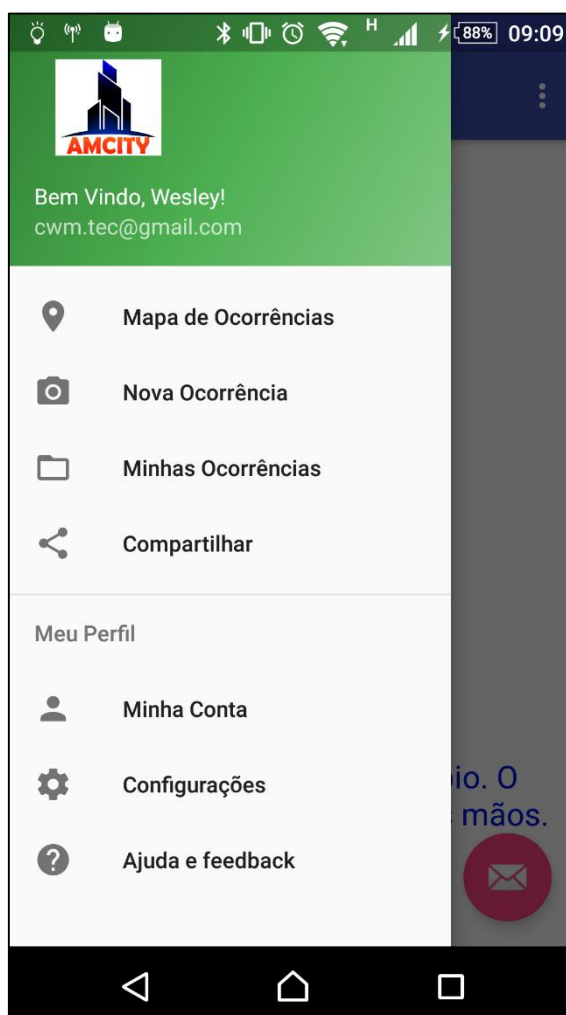 H
88%
09:09
AMCITY
Bem Vindo, Wesley!
cwm.tec@gmail.com
Mapa de Ocorrências
Nova Ocorrência
Minhas Ocorrências
Compartilhar
Meu Perfil
Minha Conta
Configurações
Ajuda e feedback
io. O
mãos.